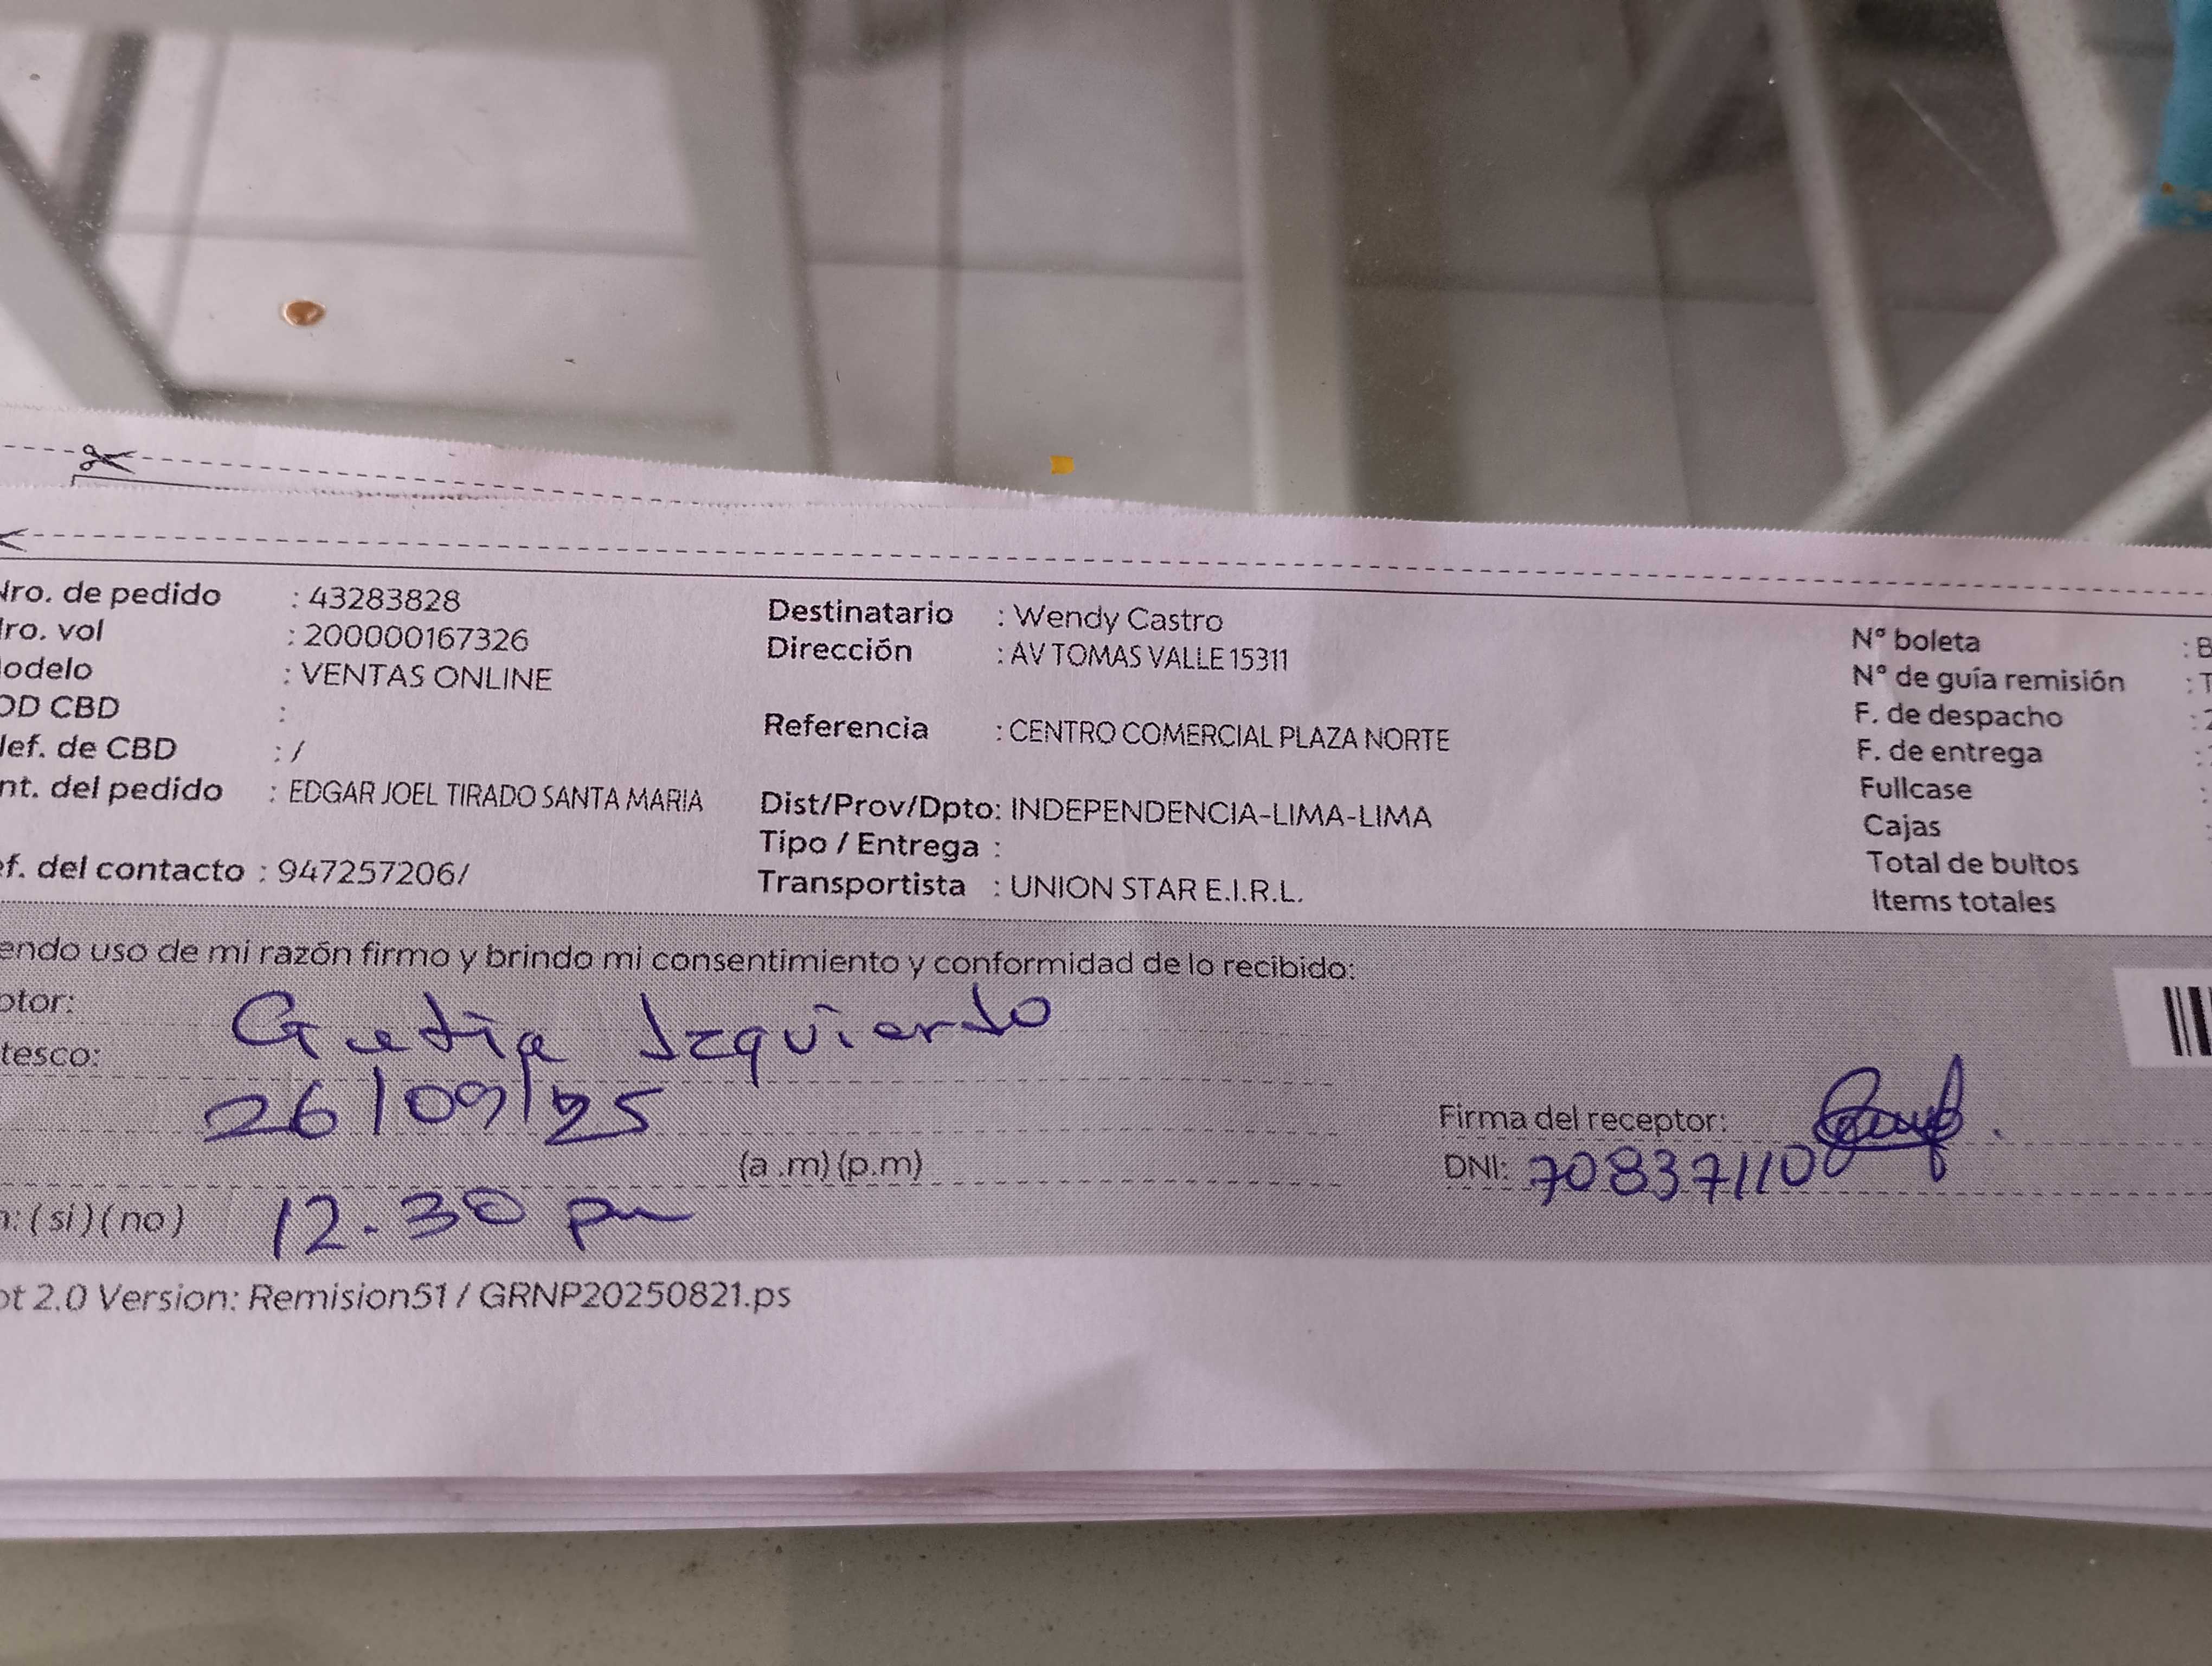 Nro. de pedido : 43283828
Nro. vol : 200000167326
odelo : VENTAS ONLINE
OD CBD :
lef. de CBD : /
nt. del pedido : EDGAR JOEL TIRADO SANTA MARIA
ef. del contacto : 947257206/
Destinatario : Wendy Castro
Dirección : AV TOMAS VALLE 15311
Referencia : CENTRO COMERCIAL PLAZA NORTE
Dist/Prov/Dpto: INDEPENDENCIA-LIMA-LIMA
Tipo / Entrega :
Transportista : UNION STAR E.I.R.L.
N° boleta : B
N° de guía remisión : T
F. de despacho : 2
F. de entrega :
Fullcase :
Cajas :
Total de bultos
Items totales
endo uso de mi razón firmo y brindo mi consentimiento y conformidad de lo recibido:
ptor: Izquierdo
tesco:
26/09/25
(a .m) (p.m)
n: ( si ) ( no ) 12.30 pm
Firma del receptor:
DNI: 70837110
ot 2.0 Version: Remision51 / GRNP20250821.ps